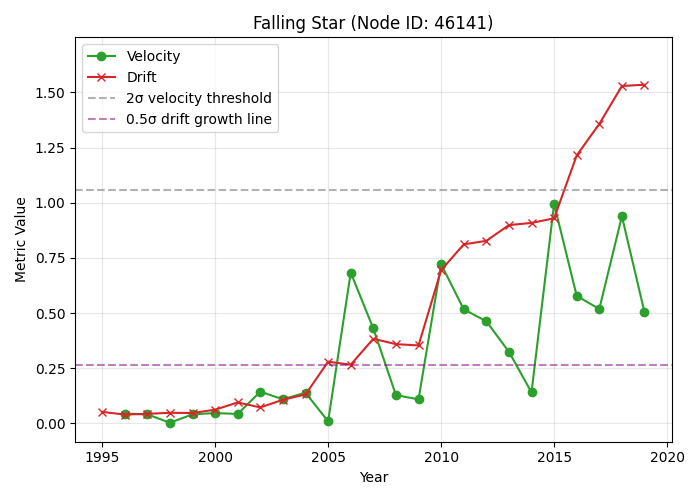 Falling Star (Node ID: 46141)
Velocity
Drift
2σ velocity threshold
0.5σ drift growth line
Metric Value
1.50
1.25
1.00
0.75
0.50
0.25
0.00
1995 2000 2005 2010 2015 2020
Year